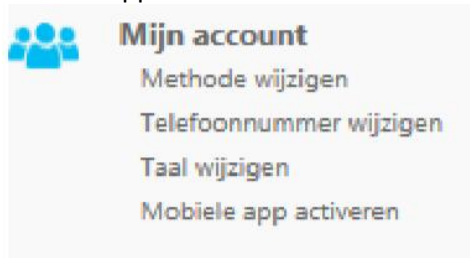 Mijn account
Methode wijzigen
Telefoonnummer wijzigen
Taal wijzigen
Mobiele app activeren